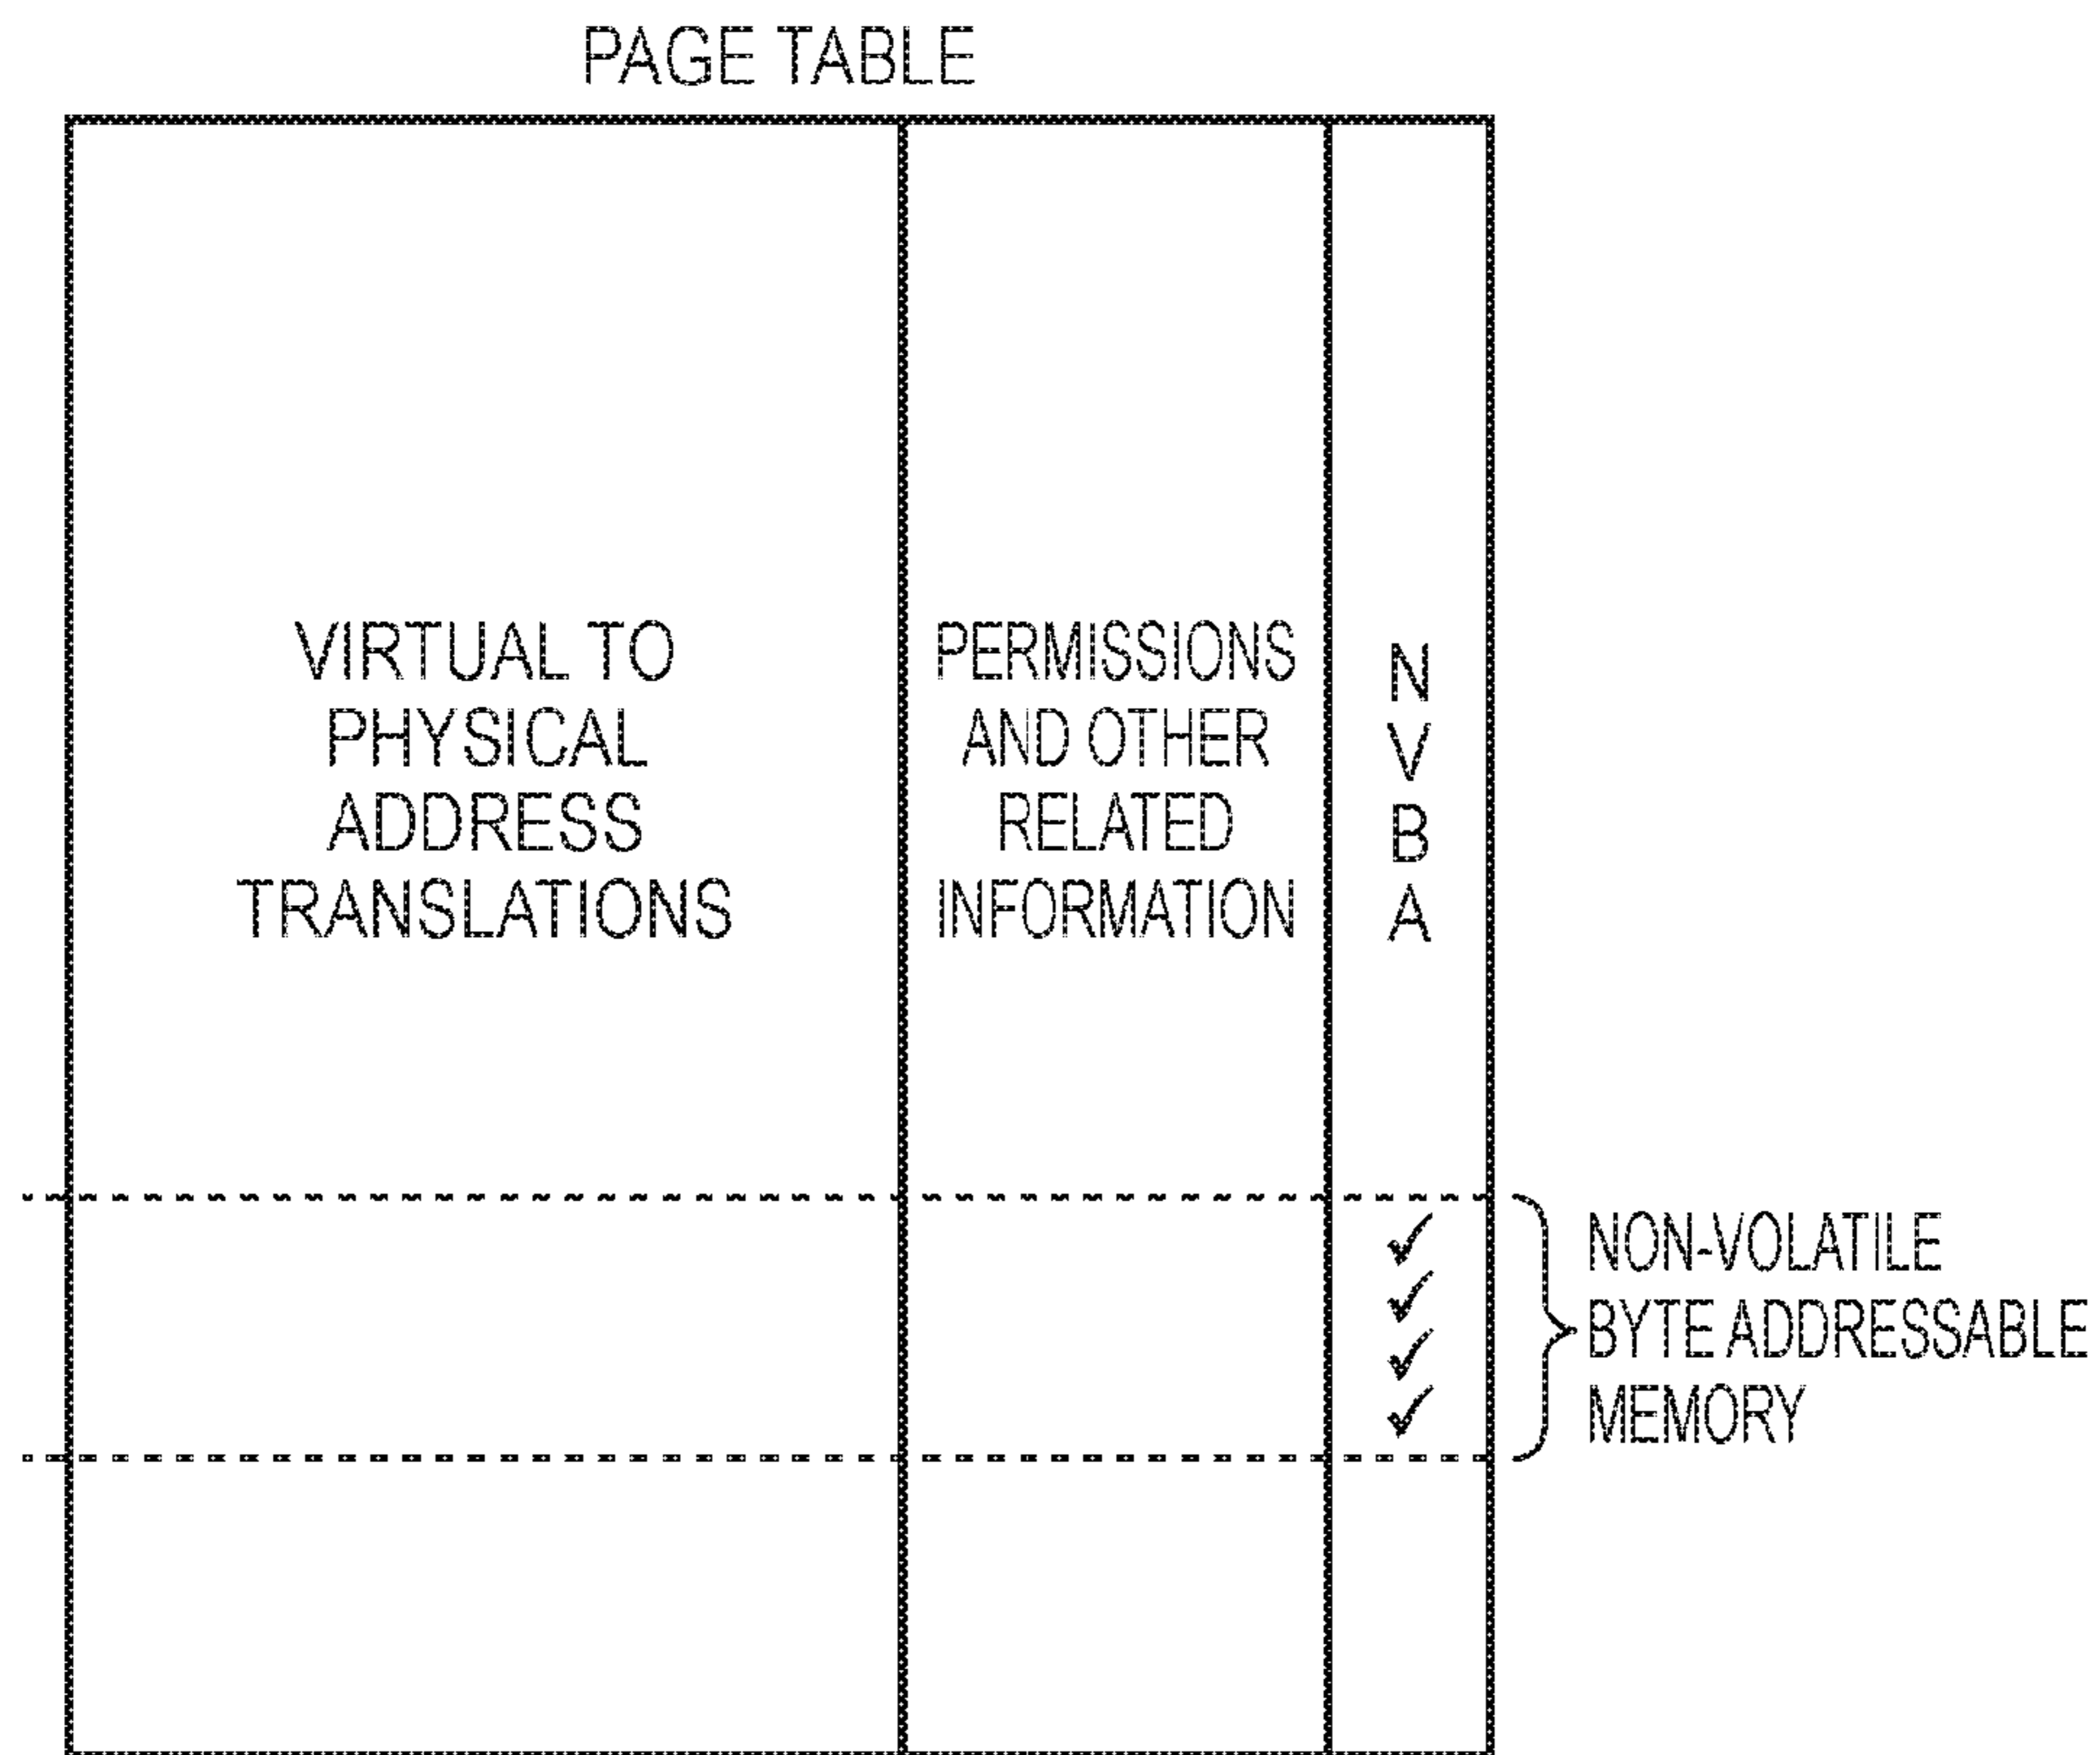 PAGE TABLE
VIRTUAL TO
PHYSICAL
ADDRESS
TRANSLATIONS
PERMISSIONS
AND OTHER
RELATED
INFORMATION
N
V
B
A
NON-VOLATILE
BYTE ADDRESSABLE
MEMORY